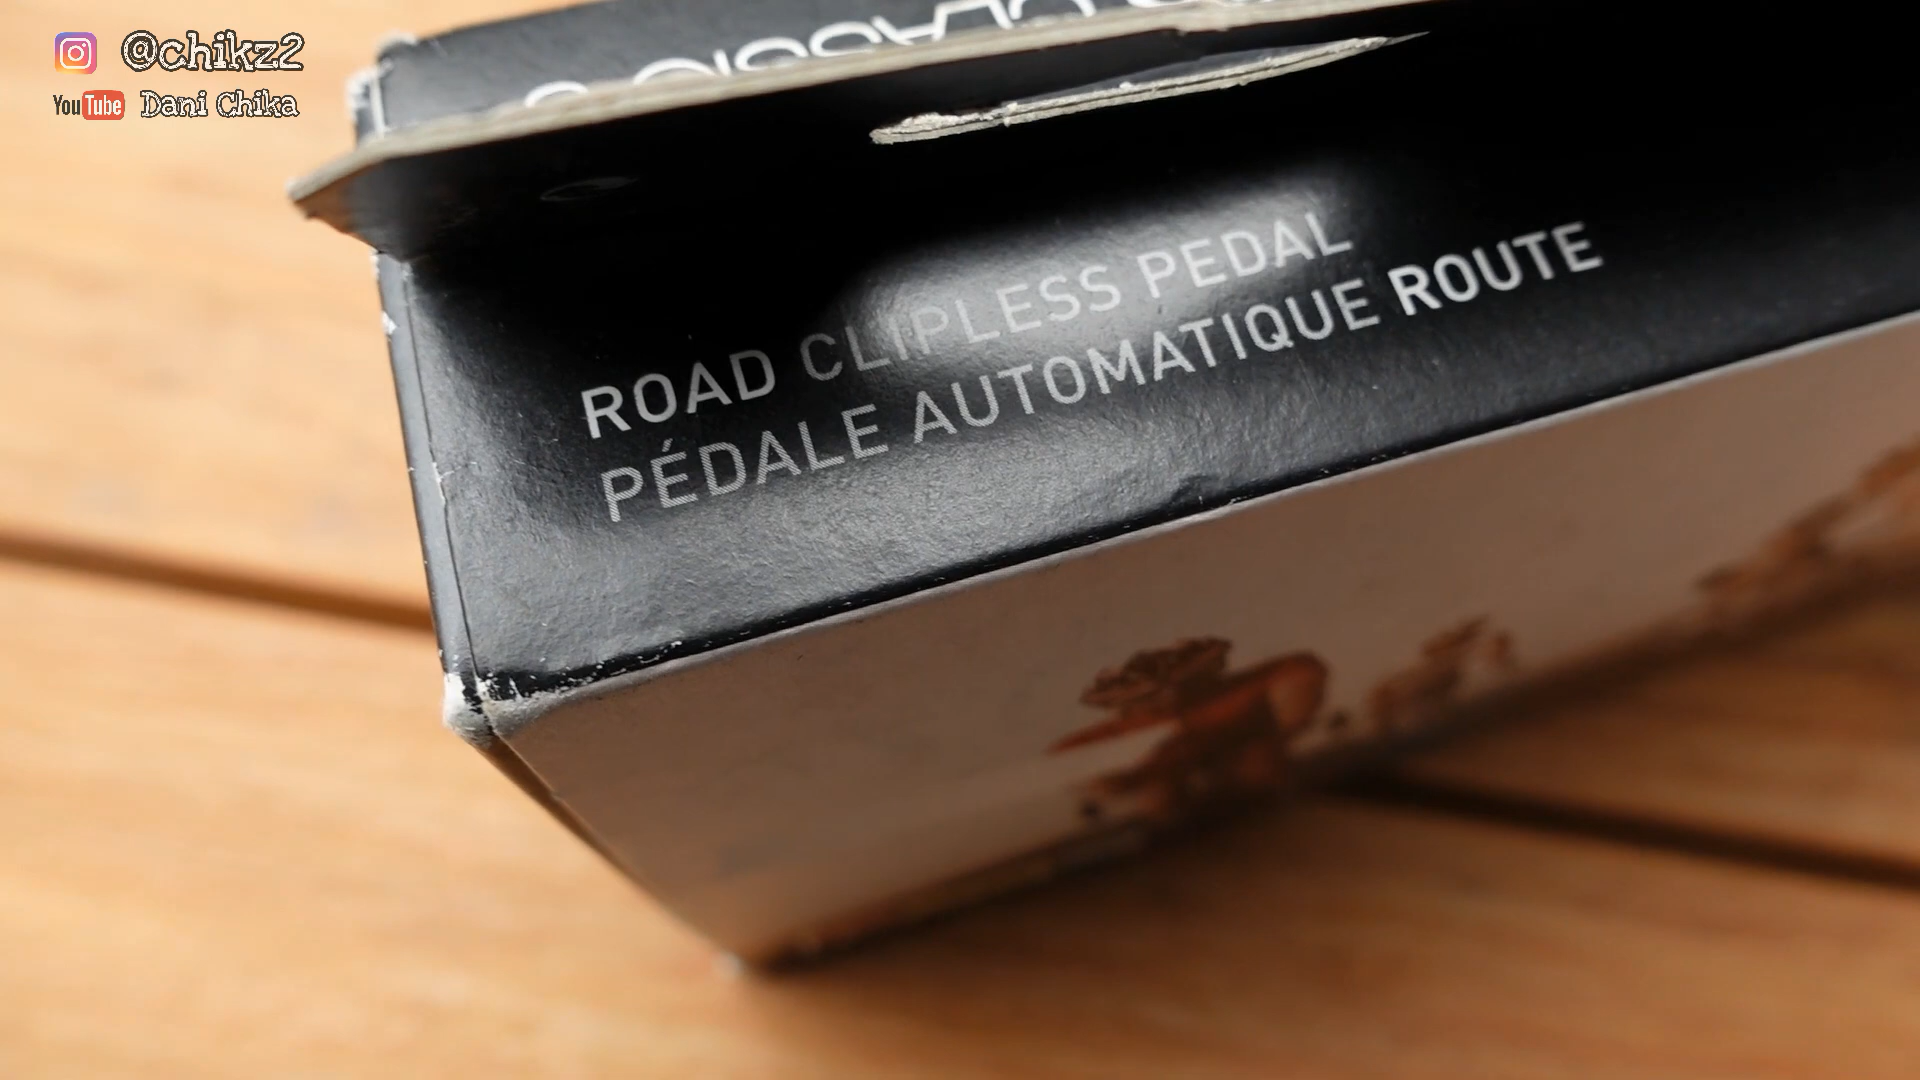 @chikz2
YouTube Dani Chika
ROAD CLIPLESS PEDAL
PÉDALE AUTOMATIQUE ROUTE